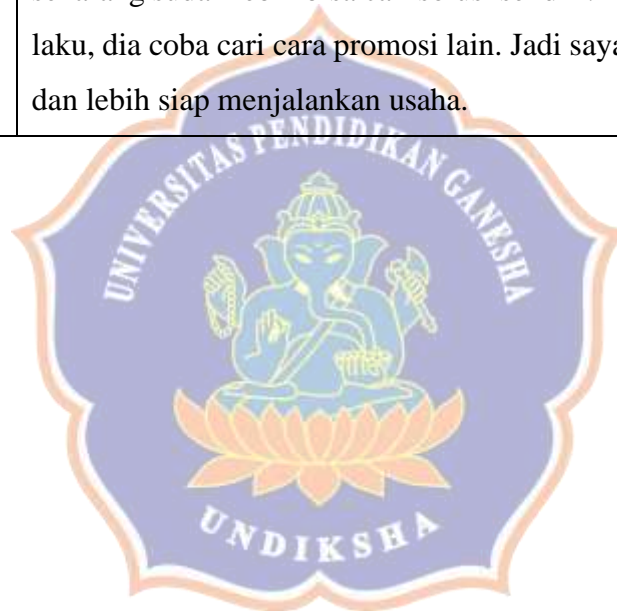 laku, dia coba cari cara promosi lain. Jadi saya
dan lebih siap menjalankan usaha.
UNIVERSITAS PENDIDIKAN GANESHA
UNDIKSHA